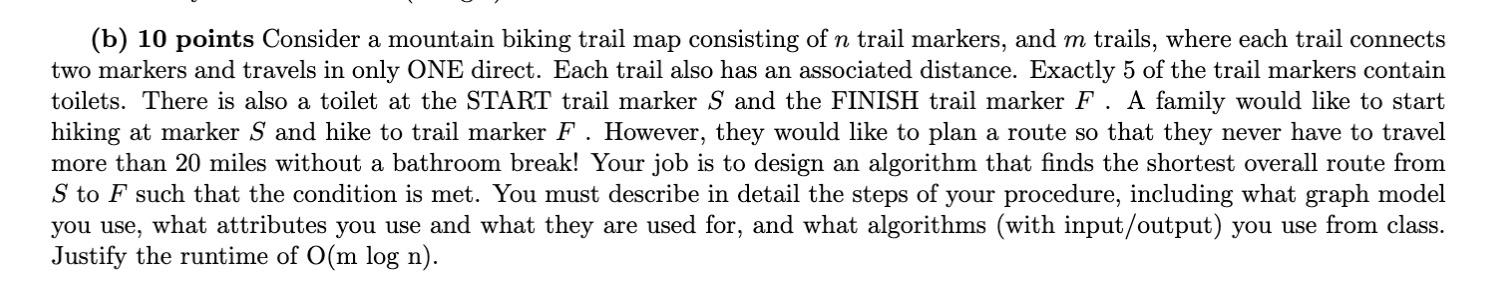 (b) 10 points Consider a mountain biking trail map consisting of n trail markers, and m trails, where each trail connects
two markers and travels in only ONE direct. Each trail also has an associated distance. Exactly 5 of the trail markers contain
toilets. There is also a toilet at the START trail marker S and the FINISH trail marker F . A family would like to start
hiking at marker S and hike to trail marker F . However, they would like to plan a route so that they never have to travel
more than 20 miles without a bathroom break! Your job is to design an algorithm that finds the shortest overall route from
S to F such that the condition is met. You must describe in detail the steps of your procedure, including what graph model
you use, what attributes you use and what they are used for, and what algorithms (with input/output) you use from class.
Justify the runtime of O(m log n).